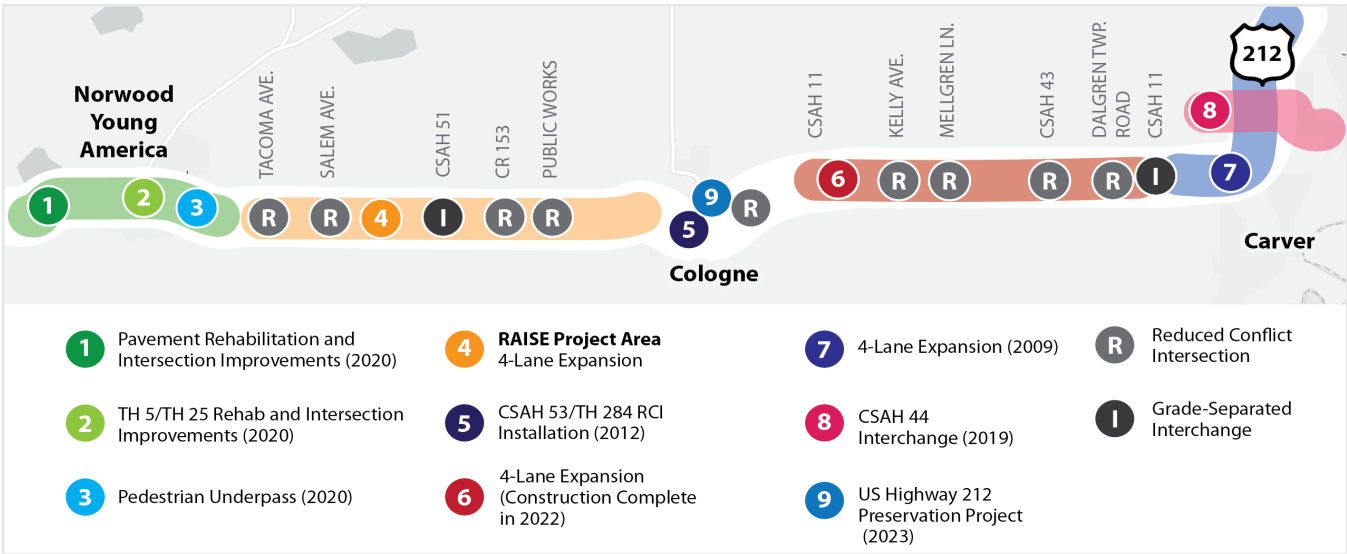 Norwood
Young
America
TACOMA AVE.
SALEM AVE.
CSAH 51
CR 153
PUBLIC WORKS
CSAH 11
KELLY AVE.
MELLGREN LN.
CSAH 43
DALGREN TWP.
ROAD
CSAH 11
212
1
2
3
R
R
4
I
R
R
5
9
R
6
R
R
R
R
I
7
8
Cologne
Carver
1
Pavement Rehabilitation and
Intersection Improvements (2020)
2
TH 5/TH 25 Rehab and Intersection
Improvements (2020)
3
Pedestrian Underpass (2020)
4
RAISE Project Area
4-Lane Expansion
5
CSAH 53/TH 284 RCI
Installation (2012)
6
4-Lane Expansion
(Construction Complete
in 2022)
7
4-Lane Expansion (2009)
8
CSAH 44
Interchange (2019)
9
US Highway 212
Preservation Project
(2023)
R
Reduced Conflict
Intersection
I
Grade-Separated
Interchange